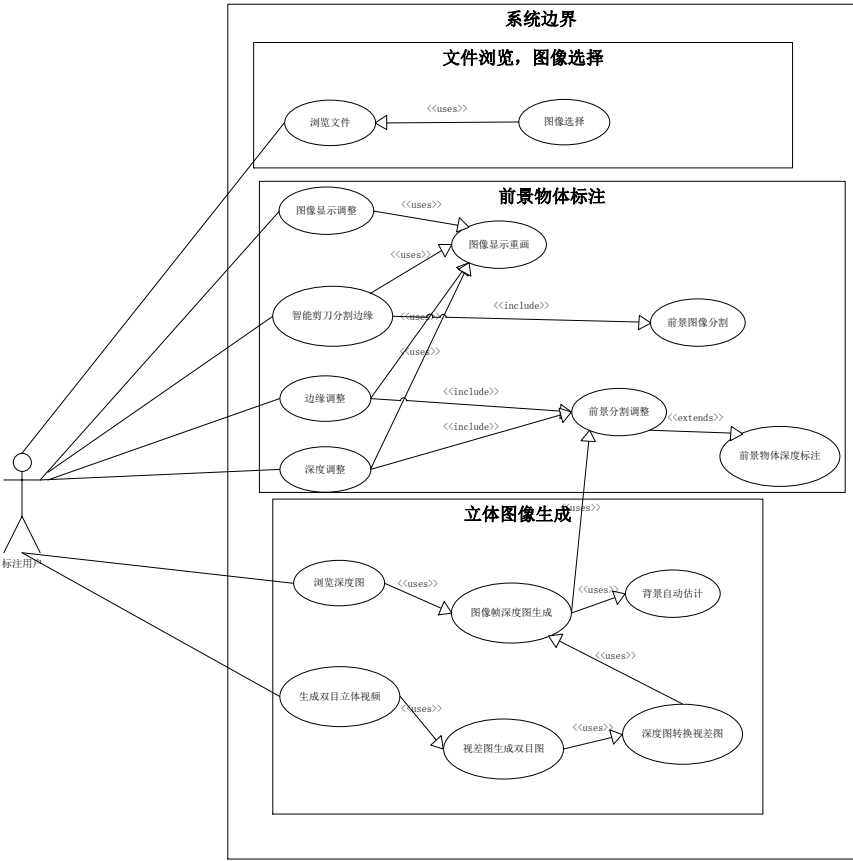 系统边界
文件浏览，图像选择
浏览文件
<<uses>>
图像选择
前景物体标注
图像显示调整
<<uses>>
图像显示重画
<<uses>>
智能剪刀分割边缘
<<uses>>
<<include>>
前景图像分割
<<uses>>
边缘调整
<<include>>
前景分割调整
<<extends>>
<<include>>
深度调整
前景物体深度标注
标注用户
立体图像生成
<<uses>>
浏览深度图
<<uses>>
图像帧深度图生成
<<uses>>
背景自动估计
<<uses>>
生成双目立体视频
<<uses>>
视差图生成双目图
<<uses>>
深度图转换视差图